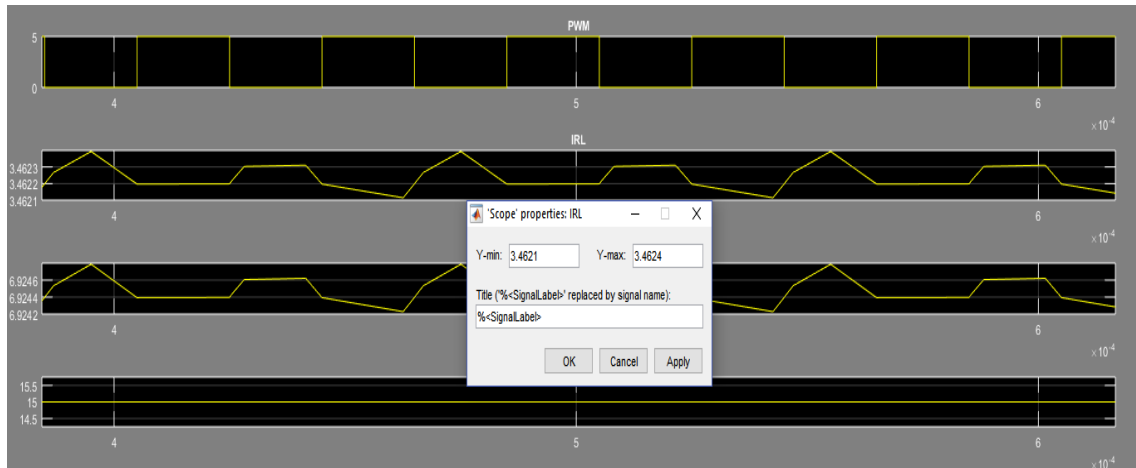 PWM
5
0
4 5 6
×10⁻⁴
IRL
3.4623
3.4622
3.4621
4 6
×10⁻⁴
'Scope' properties: IRL
Y-min: 3.4621 Y-max: 3.4624
Title ('%<SignalLabel>' replaced by signal name):
%<SignalLabel>
OK Cancel Apply
6.9246
6.9244
6.9242
4 6
×10⁻⁴
15.5
15
14.5
4 5 6
×10⁻⁴